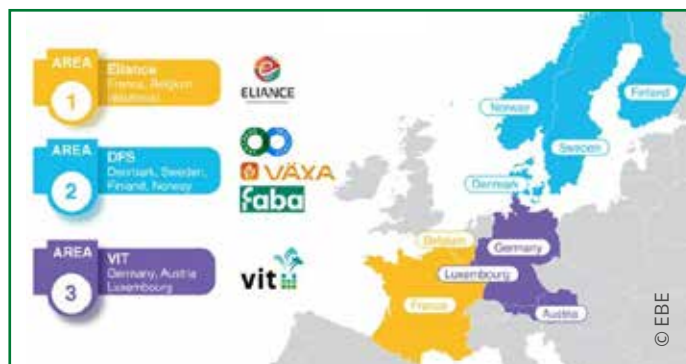 AREA
1
Eliance
France, Belgium
ELIANCE
AREA
2
DFS
Denmark, Sweden,
Finland, Norway
VÄXA
faba
AREA
3
VIT
Germany, Austria
Luxembourg
vit
Norway
Finland
Sweden
Denmark
Belgium
Germany
Luxembourg
France
Austria
© EBE